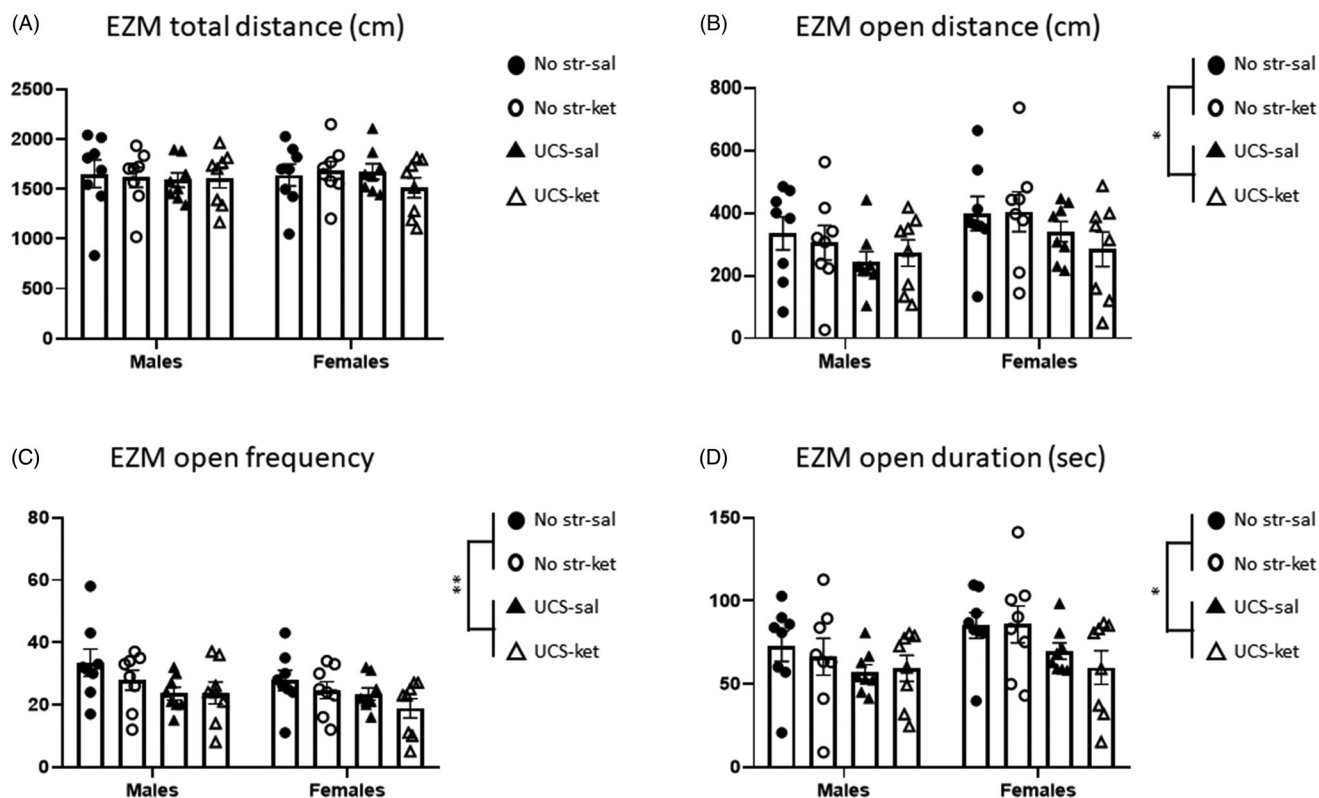 (A) EZM total distance (cm)
2500
2000
1500
1000
500
0
Males Females
No str-sal
No str-ket
UCS-sal
UCS-ket
(B) EZM open distance (cm)
800
600
400
200
0
Males Females
*
No str-sal
No str-ket
UCS-sal
UCS-ket
(C) EZM open frequency
80
60
40
20
0
Males Females
**
No str-sal
No str-ket
UCS-sal
UCS-ket
(D) EZM open duration (sec)
150
100
50
0
Males Females
*
No str-sal
No str-ket
UCS-sal
UCS-ket